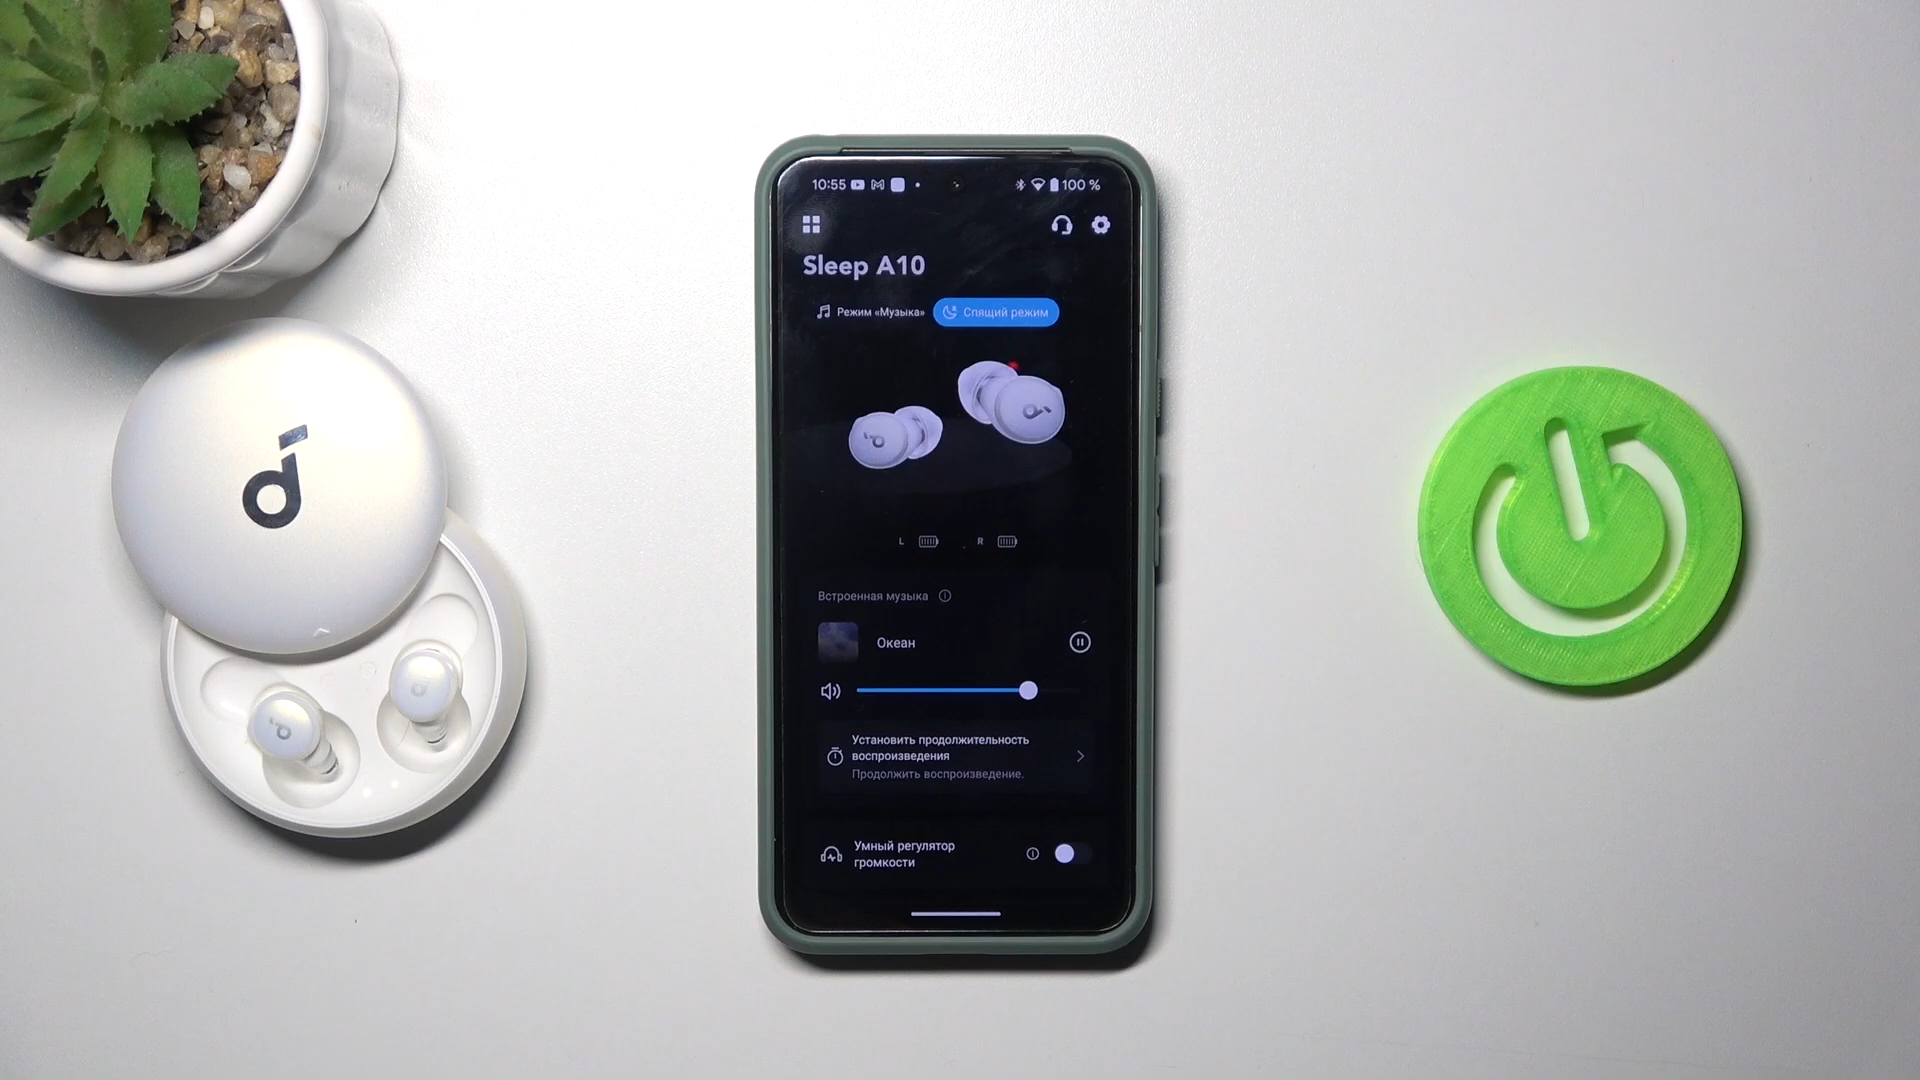 10:55
100 %
Sleep A10
Режим «Музыка»
Спящий режим
L
R
Встроенная музыка
Океан
Установить продолжительность
воспроизведения
Продолжить воспроизведение.
Умный регулятор
громкости